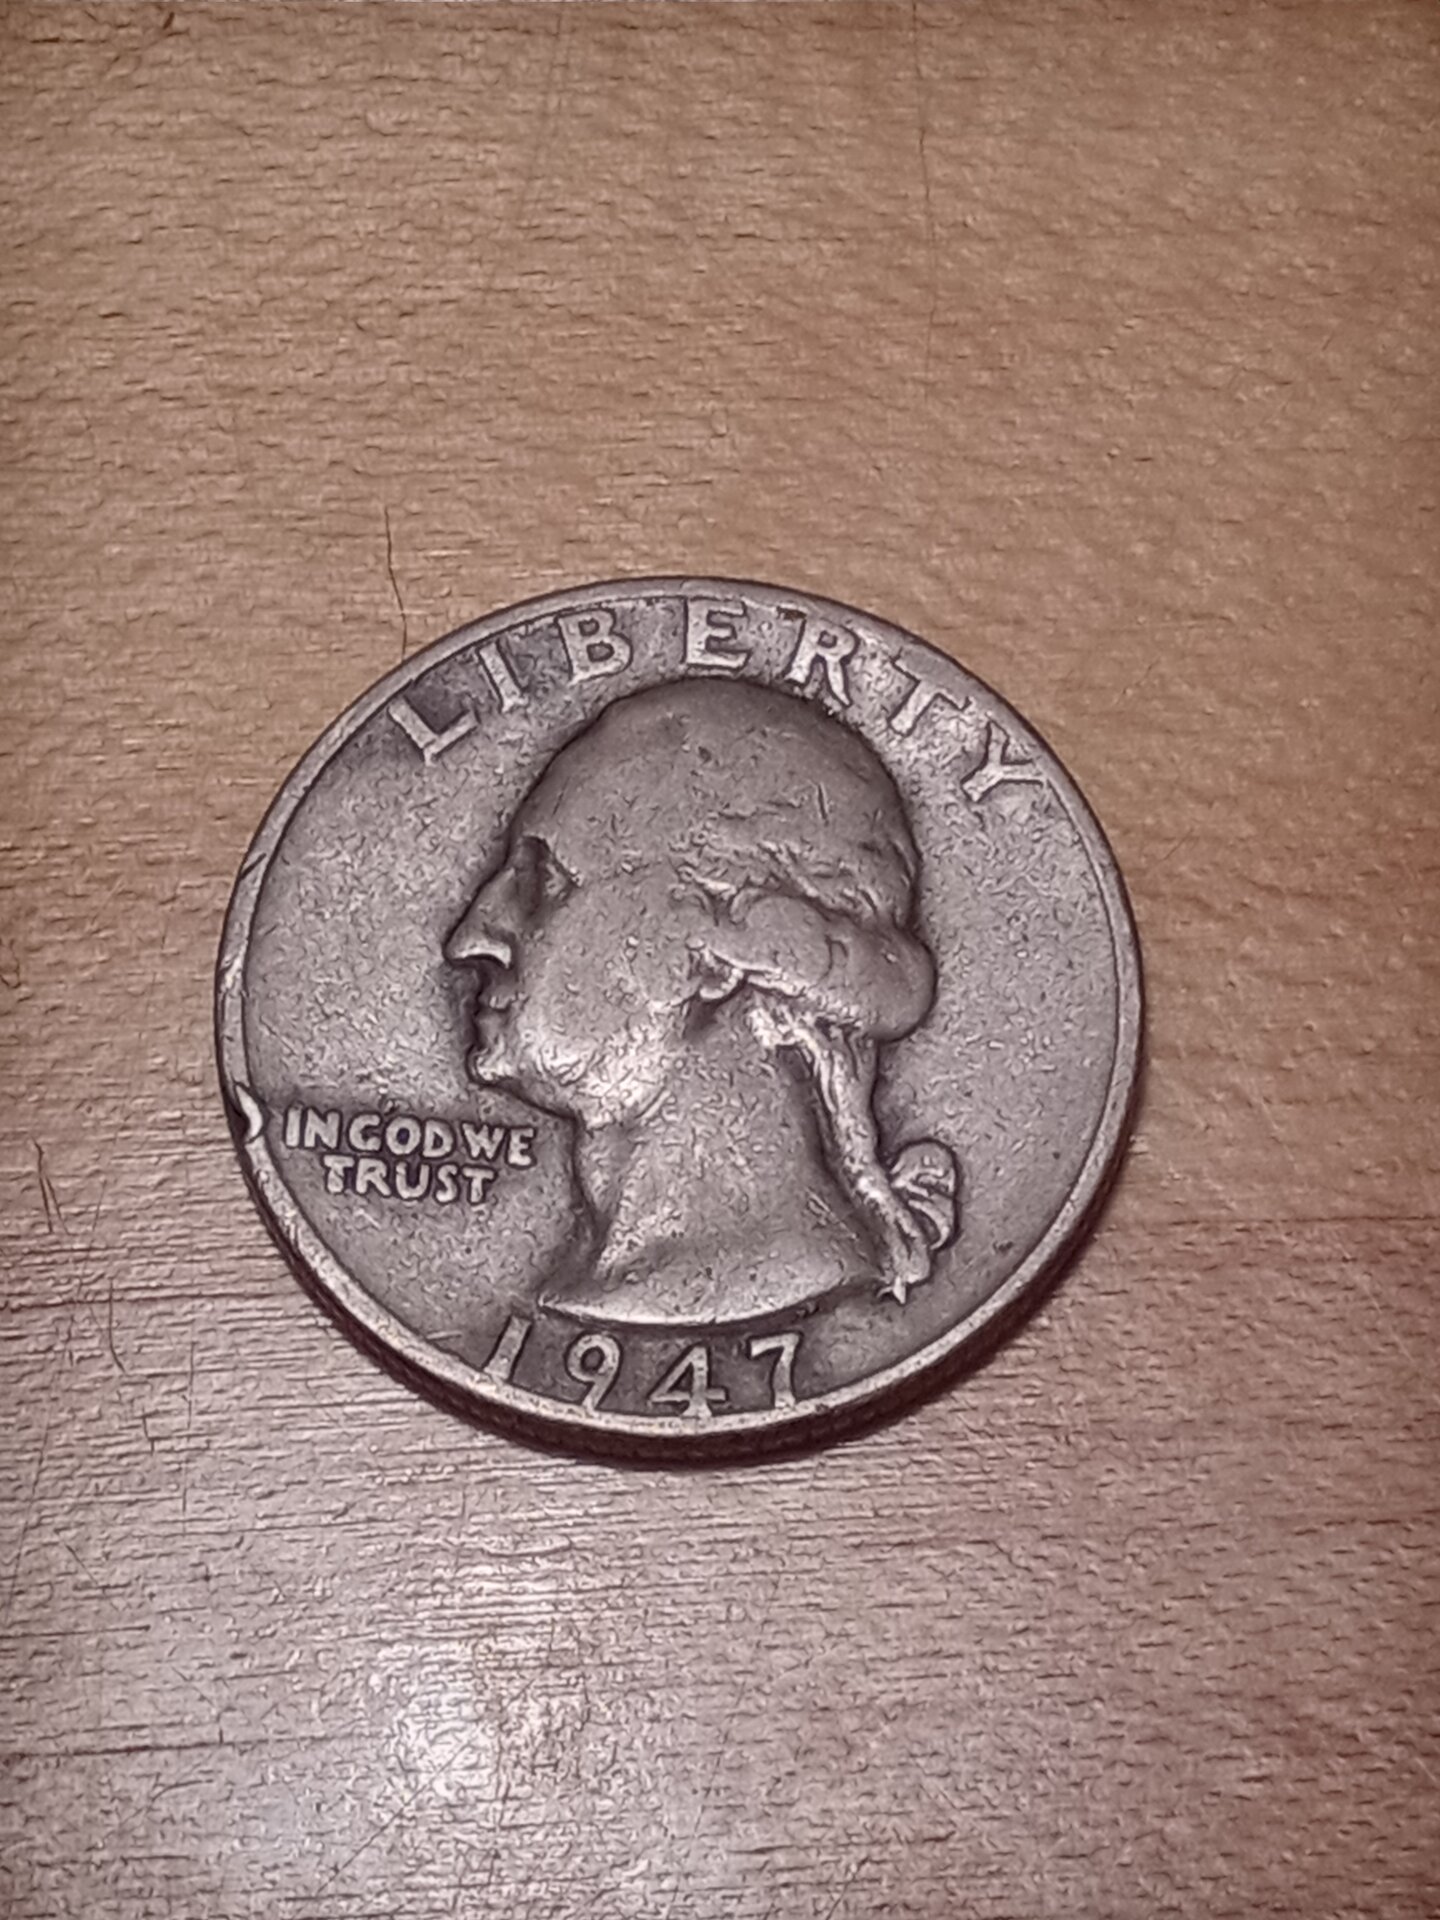 LIBERTY
IN GOD WE
TRUST
1947